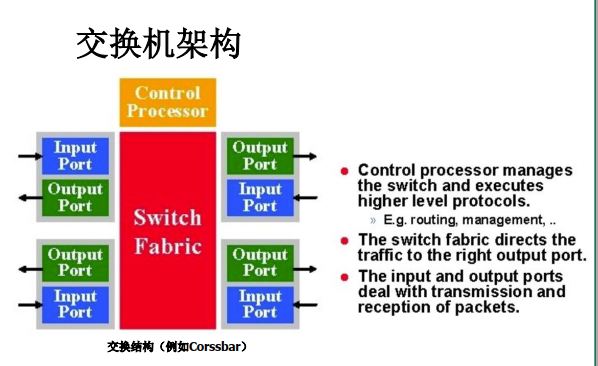 交换机架构
Control
Processor
Input
Port
Output
Port
Output
Port
Input
Port
Switch
Fabric
Output
Port
Input
Port
Output
Port
Input
Port
交换结构（例如Corssbar）
Control processor manages
the switch and executes
higher level protocols.
» E.g. routing, management, ..
The switch fabric directs the
traffic to the right output port.
The input and output ports
deal with transmission and
reception of packets.